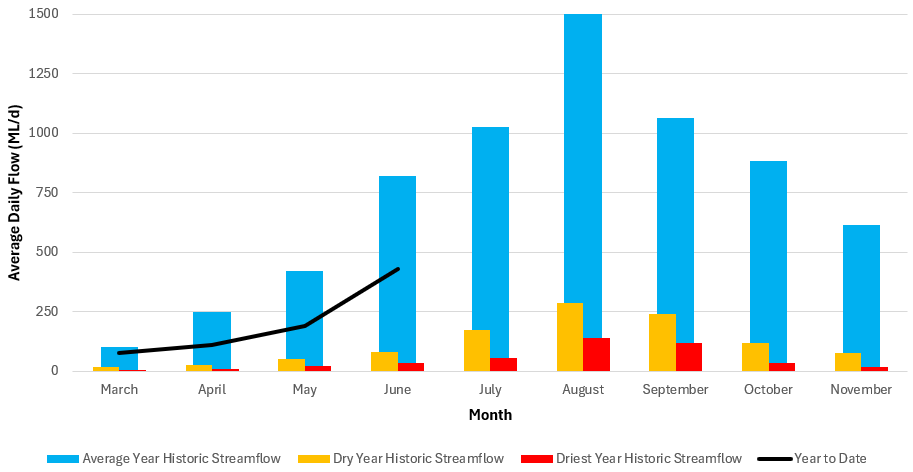 1500
1250
1000
750
500
250
0
Average Daily Flow (ML/d)
March April May June July August September October November
Month
Average Year Historic Streamflow Dry Year Historic Streamflow Driest Year Historic Streamflow Year to Date